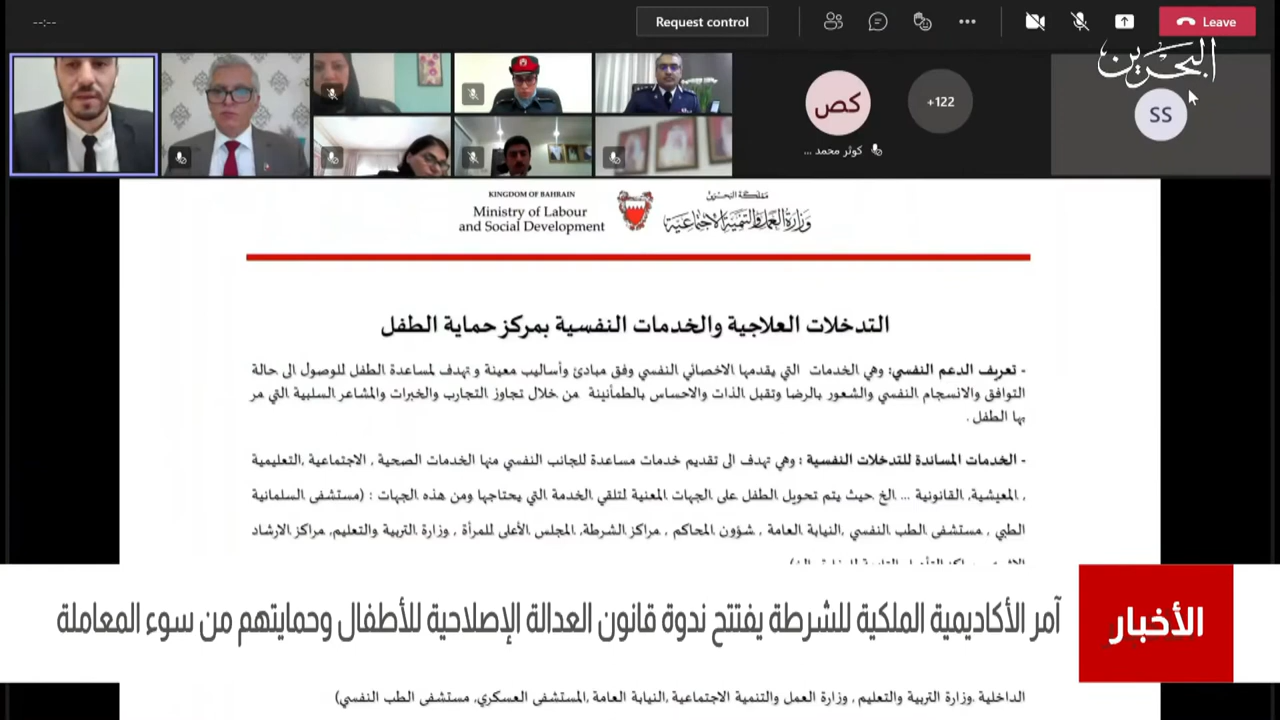 --:--
Request control
Leave
البحرين
كص
+122
SS
كوثر محمد ...
KINGDOM OF BAHRAIN
Ministry of Labour
and Social Development
مملكة البحرين
وزارة العمل والتنمية الاجتماعية
التدخلات العلاجية والخدمات النفسية بمركز حماية الطفل
- تعريف الدعم النفسي: وهي الخدمات التي يقدمها الاخصائي النفسي وفق مبادئ وأساليب معينة وتهدف لمساعدة الطفل للوصول الى حالة
التوافق والانسجام النفسي والشعور بالرضا وتقبل الذات والاحساس بالطمأنينة من خلال تجاوز التجارب والخبرات والمشاعر السلبية التي مر
بها الطفل .
- الخدمات المساندة للتدخلات النفسية : وهي تهدف الى تقديم خدمات مساعدة للجانب النفسي منها الخدمات الصحية , الاجتماعية ,التعليمية
, المعيشية, القانونية ... الخ حيث يتم تحويل الطفل على الجهات المعنية لتلقي الخدمة التي يحتاجها ومن هذه الجهات : (مستشفى السلمانية
الطبي , مستشفى الطب النفسي ,النيابة العامة , شؤون المحاكم , مراكز الشرطة, المجلس الأعلى للمرأة , وزارة التربية والتعليم, مراكز الارشاد
الأخبار
آمر الأكاديمية الملكية للشرطة يفتتح ندوة قانون العدالة الإصلاحية للأطفال وحمايتهم من سوء المعاملة
الداخلية ,وزارة التربية والتعليم , وزارة العمل والتنمية الاجتماعية ,النيابة العامة ,المستشفى العسكري, مستشفى الطب النفسي)